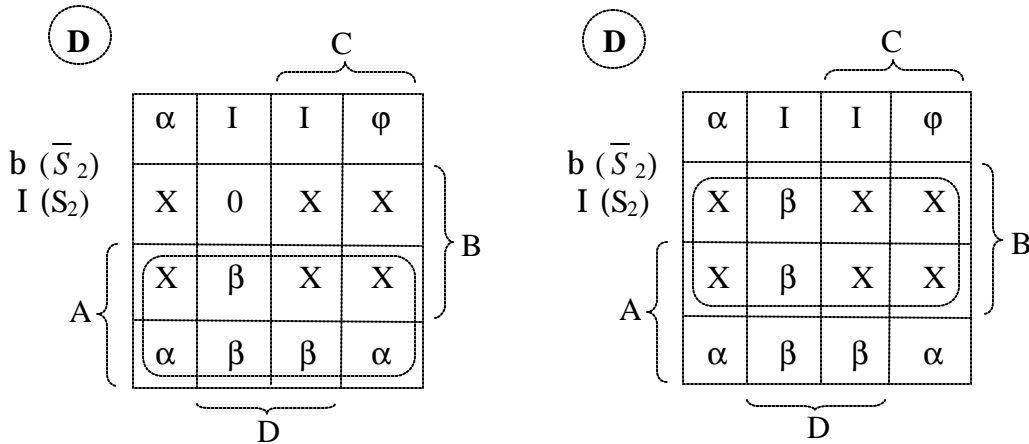 D D
C C
α I I φ α I I φ
b (S̅ 2) b (S̅ 2)
I (S2) X 0 X X I (S2) X β X X
B B
A X β X X A X β X X
α β β α α β β α
D D